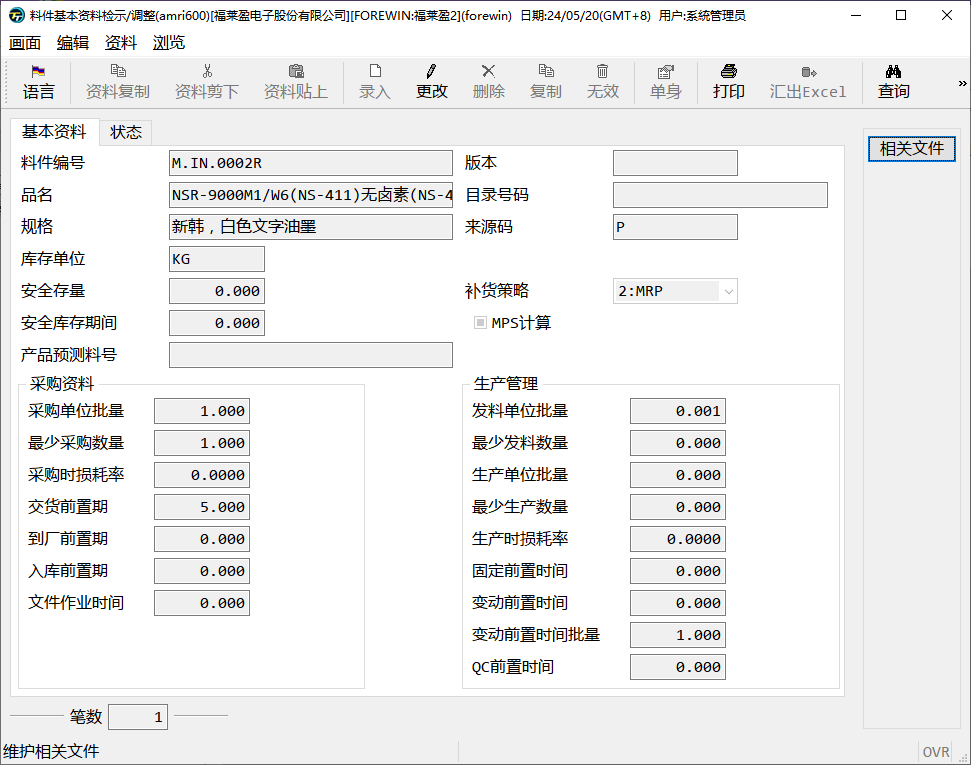 料件基本资料检示/调整(amri600)[福莱盈电子股份有限公司][FOREWIN:福莱盈2](forewin) 日期:24/05/20(GMT+8) 用户:系统管理员
画面 编辑 资料 浏览
语言 资料复制 资料剪下 资料贴上 录入 更改 删除 复制 无效 单身 打印 汇出Excel 查询 »
基本资料 状态
相关文件
料件编号 M.IN.0002R 版本
品名 NSR-9000M1/W6(NS-411)无卤素(NS-4 目录号码
规格 新韩，白色文字油墨 来源码 P
库存单位 KG
安全存量 0.000 补货策略 2:MRP
安全库存期间 0.000 MPS计算
产品预测料号
采购资料 生产管理
采购单位批量 1.000 发料单位批量 0.001
最少采购数量 1.000 最少发料数量 0.000
采购时损耗率 0.0000 生产单位批量 0.000
交货前置期 5.000 最少生产数量 0.000
到厂前置期 0.000 生产时损耗率 0.0000
入库前置期 0.000 固定前置时间 0.000
文件作业时间 0.000 变动前置时间 0.000
变动前置时间批量 1.000
QC前置时间 0.000
笔数 1
维护相关文件 OVR